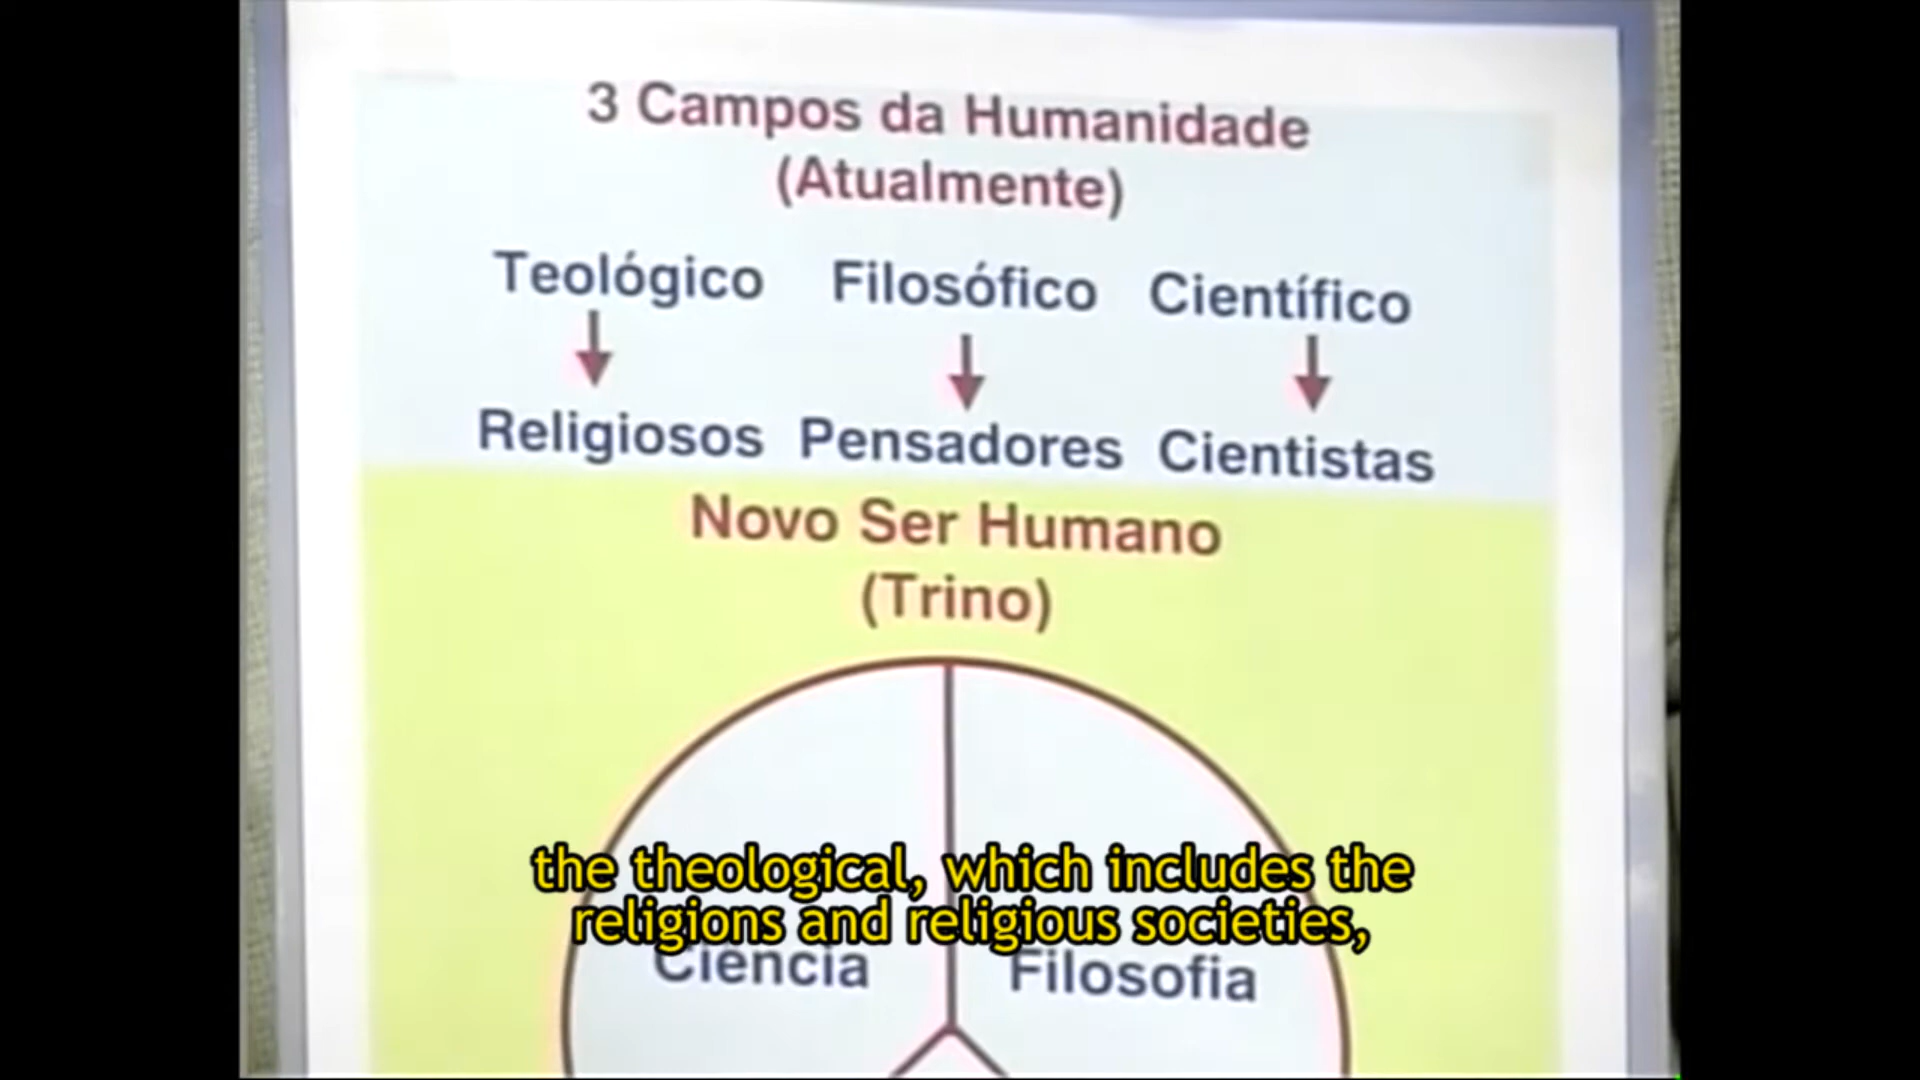 3 Campos da Humanidade
(Atualmente)
Teológico Filosófico Científico
Religiosos Pensadores Cientistas
Novo Ser Humano
(Trino)
the theological, which includes the
religions and religious societies,
Ciência Filosofia